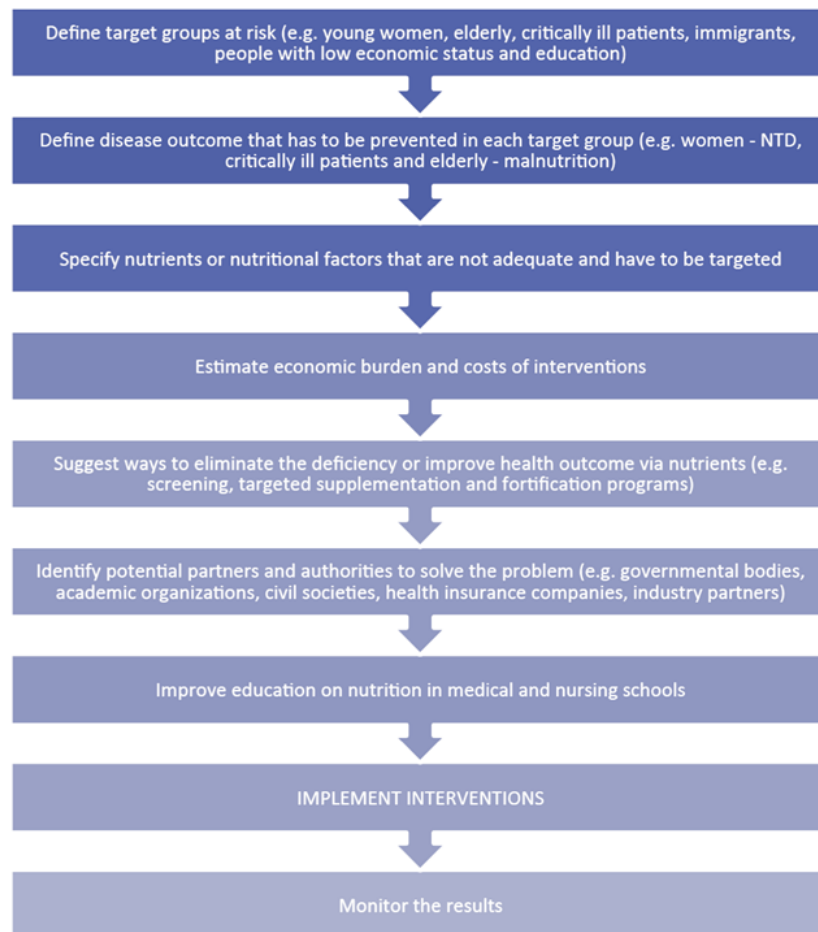 Define target groups at risk (e.g. young women, elderly, critically ill patients, immigrants,
people with low economic status and education)
Define disease outcome that has to be prevented in each target group (e.g. women - NTD,
critically ill patients and elderly - malnutrition)
Specify nutrients or nutritional factors that are not adequate and have to be targeted
Estimate economic burden and costs of interventions
Suggest ways to eliminate the deficiency or improve health outcome via nutrients (e.g.
screening, targeted supplementation and fortification programs)
Identify potential partners and authorities to solve the problem (e.g. governmental bodies,
academic organizations, civil societies, health insurance companies, industry partners)
Improve education on nutrition in medical and nursing schools
IMPLEMENT INTERVENTIONS
Monitor the results